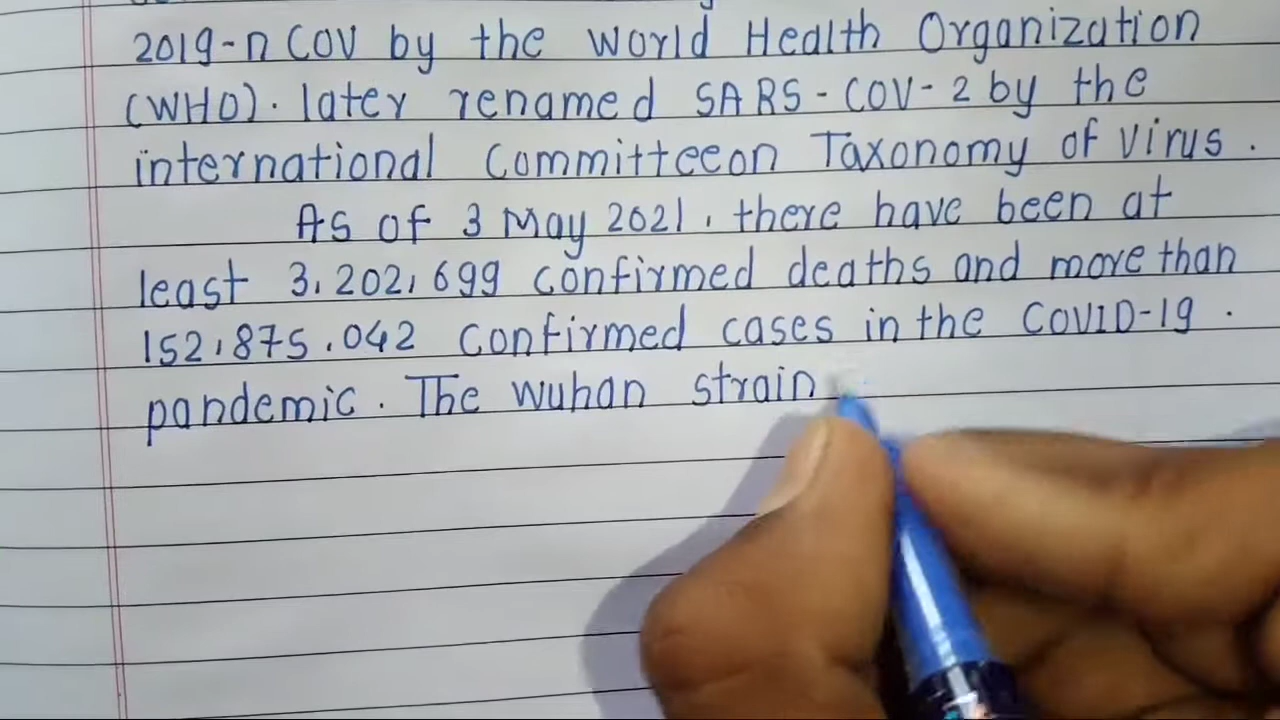 2019-n COV by the World Health Organization
(WHO). later renamed SARS-COV-2 by the
international Committeeon Taxonomy of Virus.
As of 3 May 2021, there have been at
least 3,202,699 confirmed deaths and more than
152,875.042 confirmed cases in the COVID-19.
pandemic. The Wuhan strain